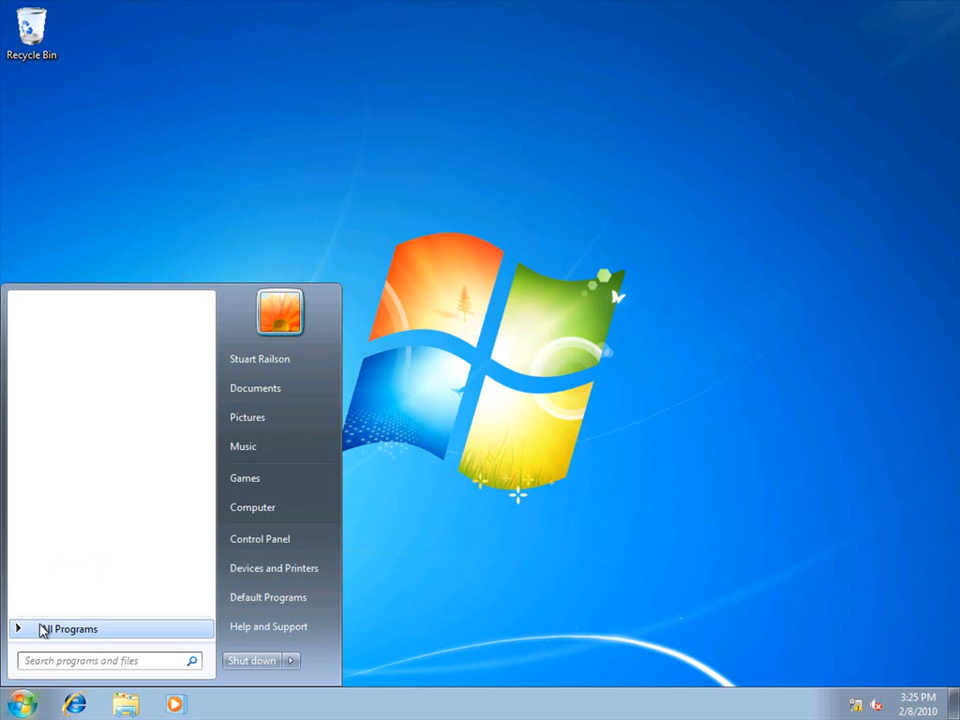 Recycle Bin
Stuart Railson
Documents
Pictures
Music
Games
Computer
Control Panel
Devices and Printers
Default Programs
Help and Support
All Programs
Search programs and files
Shut down
3:25 PM
2/8/2010